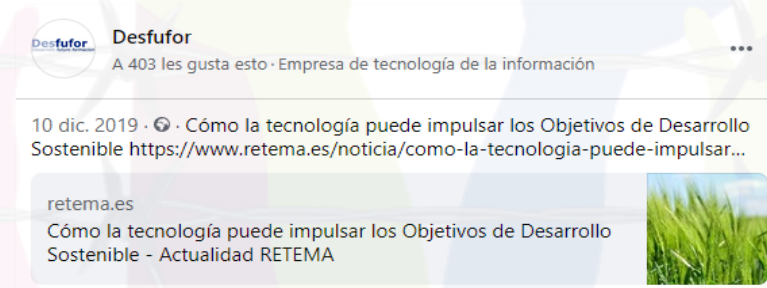 Desfufor
Desfufor
A 403 les gusta esto · Empresa de tecnología de la información
10 dic. 2019 · · Cómo la tecnología puede impulsar los Objetivos de Desarrollo
Sostenible https://www.retema.es/noticia/como-la-tecnologia-puede-impulsar...
retema.es
Cómo la tecnología puede impulsar los Objetivos de Desarrollo
Sostenible - Actualidad RETEMA